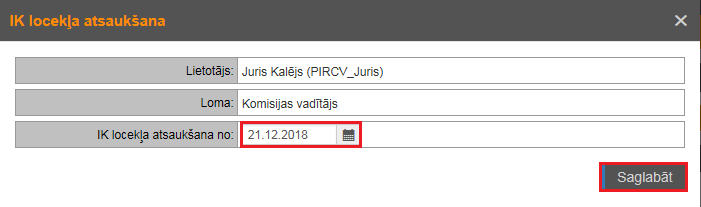 IK locekļa atsaukšana
Lietotājs: Juris Kalējs (PIRCV_Juris)
Loma: Komisijas vadītājs
IK locekļa atsaukšana no: 21.12.2018
Saglabāt